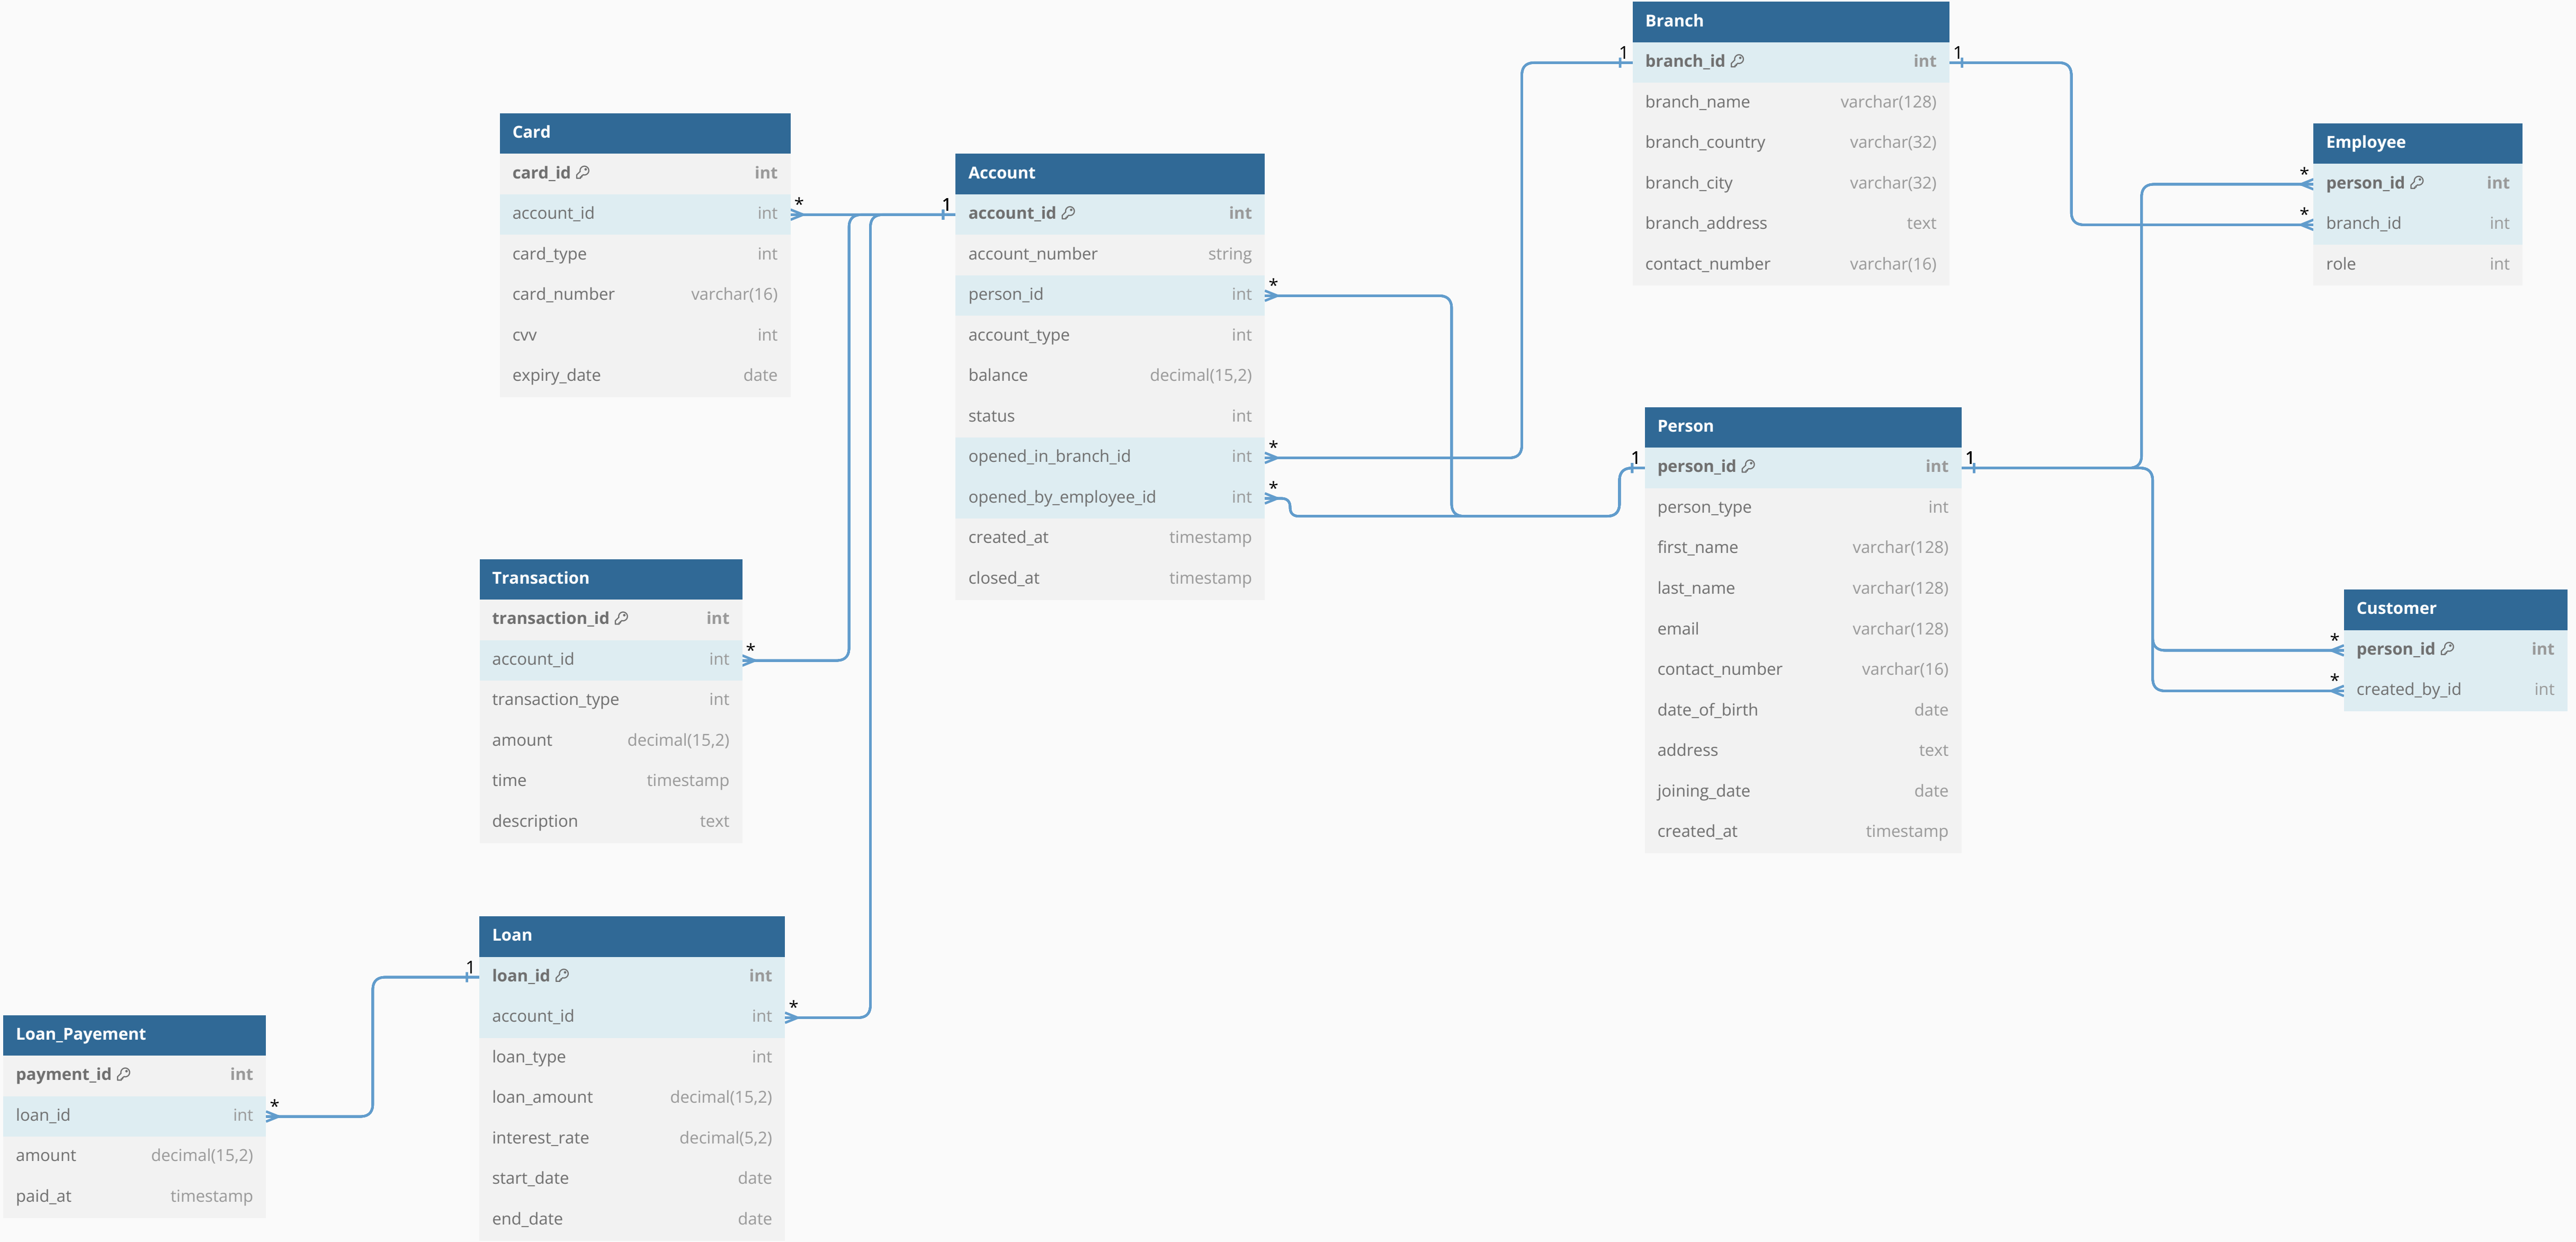 Branch
branch_id int
branch_name varchar(128)
branch_country varchar(32)
branch_city varchar(32)
branch_address text
contact_number varchar(16)
1
1
Card
card_id int
account_id int
card_type int
card_number varchar(16)
cvv int
expiry_date date
*
1
Account
account_id int
account_number string
person_id int
account_type int
balance decimal(15,2)
status int
opened_in_branch_id int
opened_by_employee_id int
created_at timestamp
closed_at timestamp
*
*
*
Employee
person_id int
branch_id int
role int
*
*
Person
person_id int
person_type int
first_name varchar(128)
last_name varchar(128)
email varchar(128)
contact_number varchar(16)
date_of_birth date
address text
joining_date date
created_at timestamp
1
1
Customer
person_id int
created_by_id int
*
*
Transaction
transaction_id int
account_id int
transaction_type int
amount decimal(15,2)
time timestamp
description text
*
Loan
loan_id int
account_id int
loan_type int
loan_amount decimal(15,2)
interest_rate decimal(5,2)
start_date date
end_date date
1
*
Loan_Payement
payment_id int
loan_id int
amount decimal(15,2)
paid_at timestamp
*